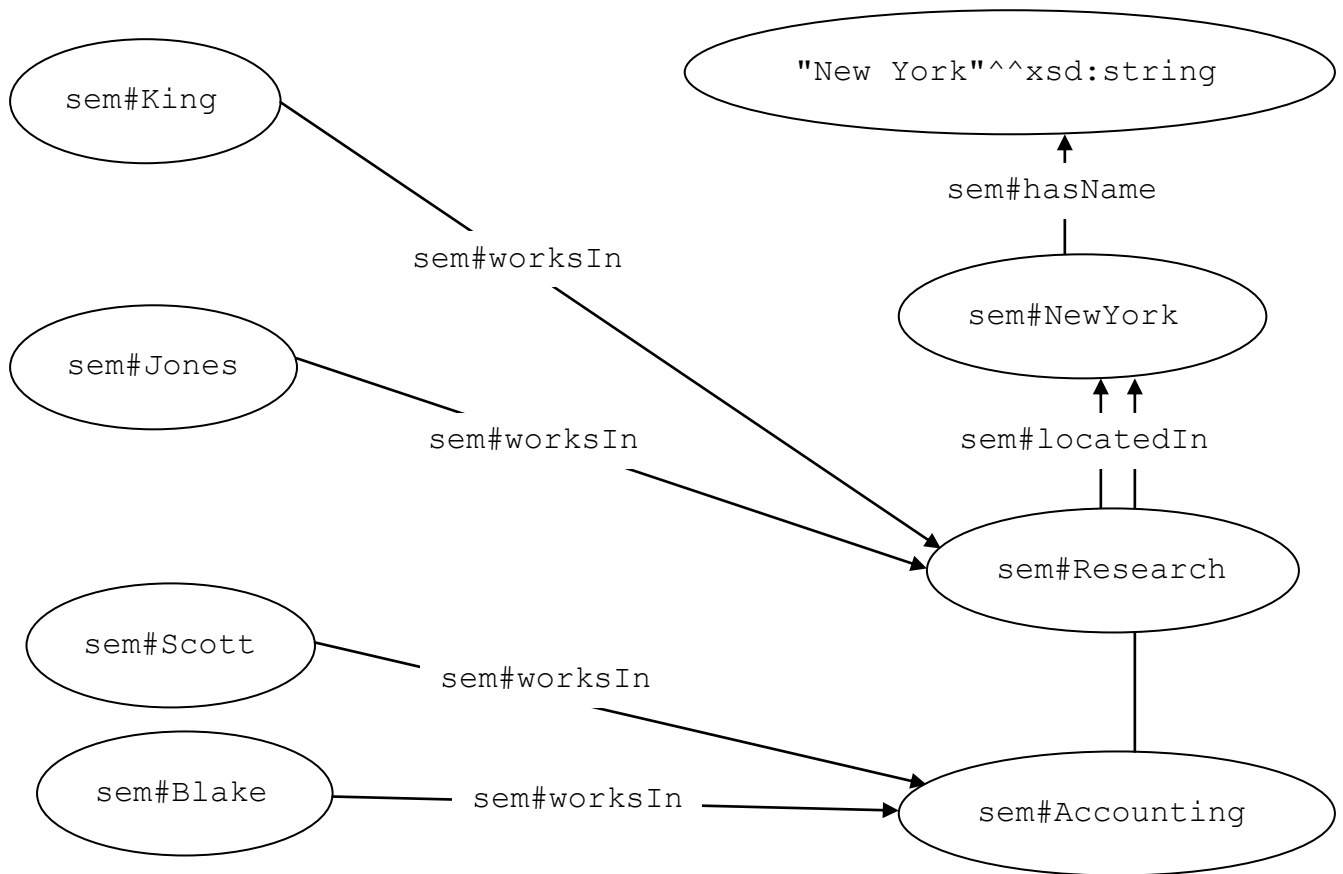 "New York"^^xsd:string
sem#King
sem#hasName
sem#worksIn
sem#NewYork
sem#Jones
sem#worksIn
sem#locatedIn
sem#Research
sem#Scott
sem#worksIn
sem#Blake
sem#worksIn
sem#Accounting